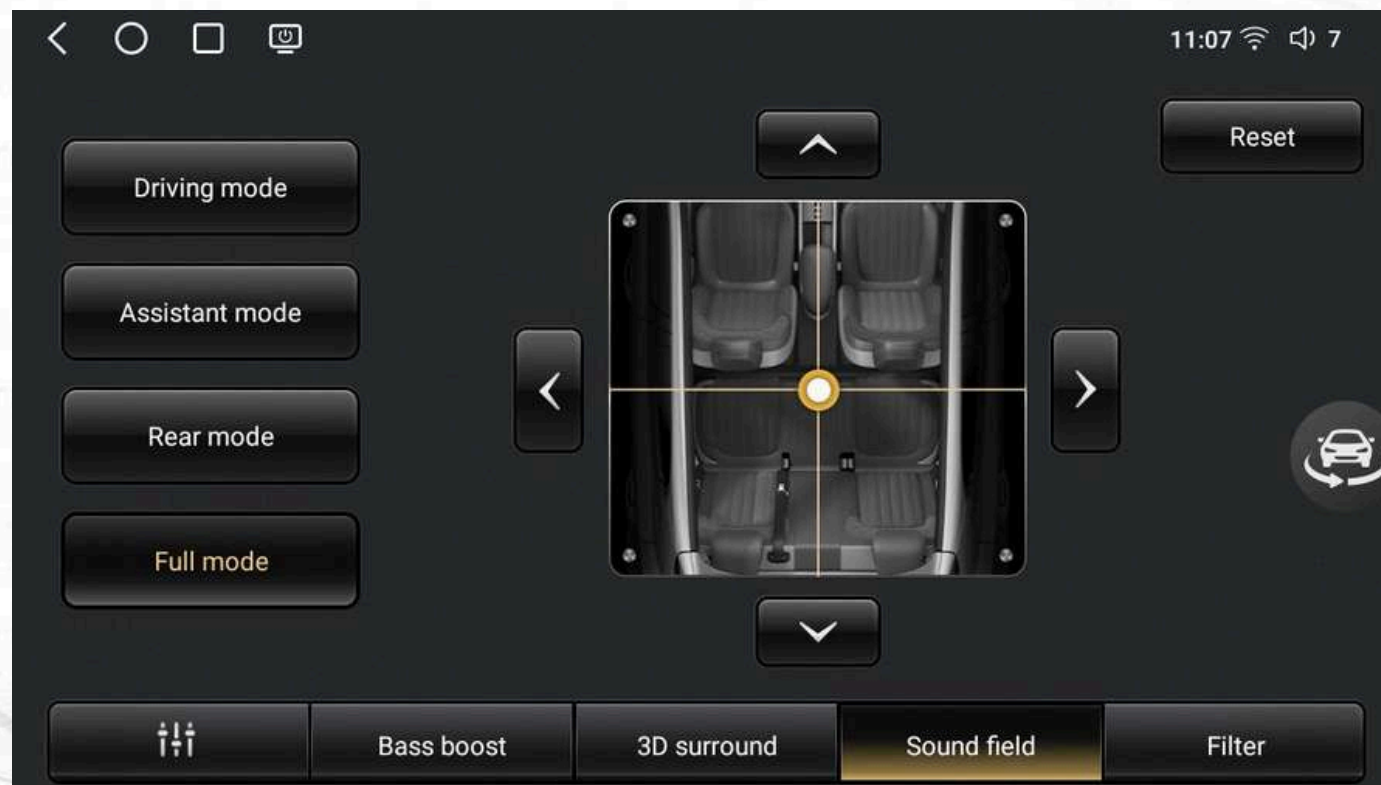 11:07 7
Reset
Driving mode
Assistant mode
Rear mode
Full mode
Bass boost
3D surround
Sound field
Filter